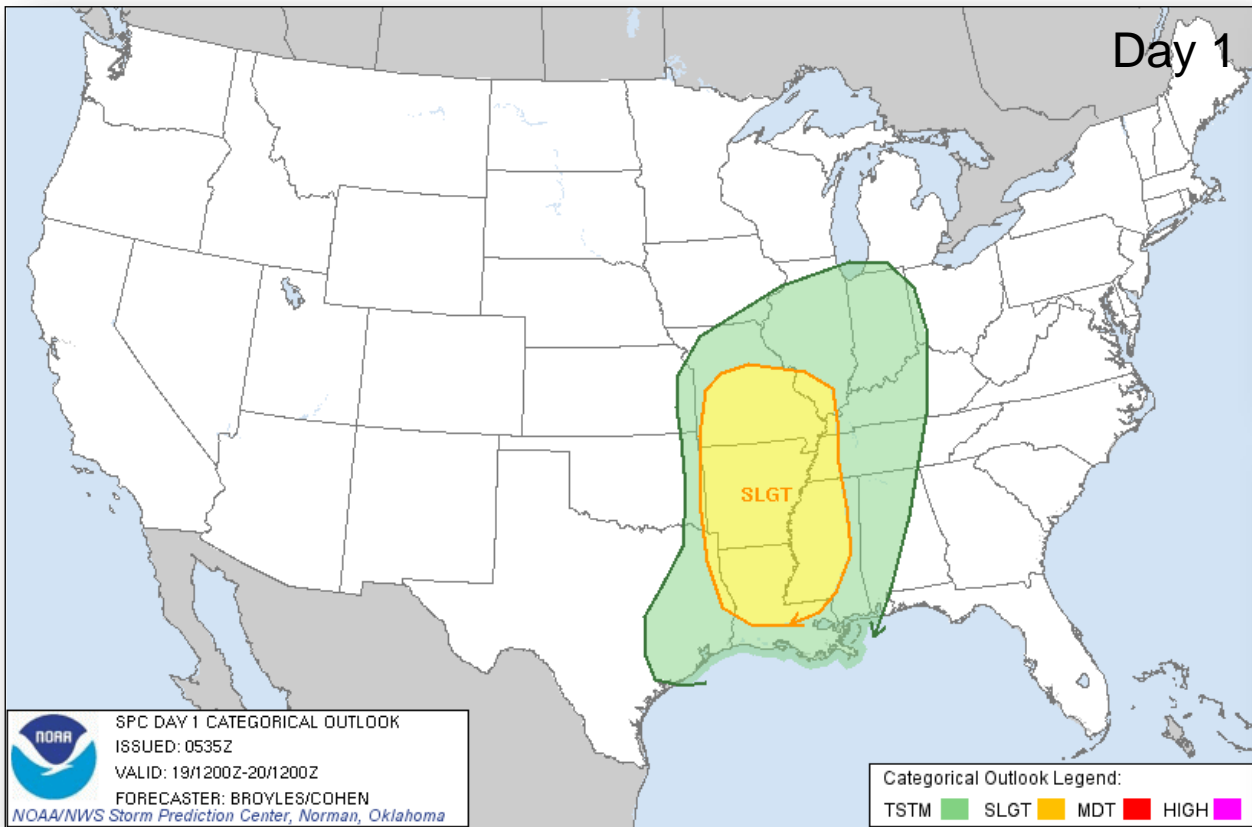 Day 1
SLGT
SPC DAY 1 CATEGORICAL OUTLOOK
ISSUED: 0535Z
VALID: 19/1200Z-20/1200Z
FORECASTER: BROYLES/COHEN
NOAA/NWS Storm Prediction Center, Norman, Oklahoma
NOAA
Categorical Outlook Legend:
TSTM SLGT MDT HIGH